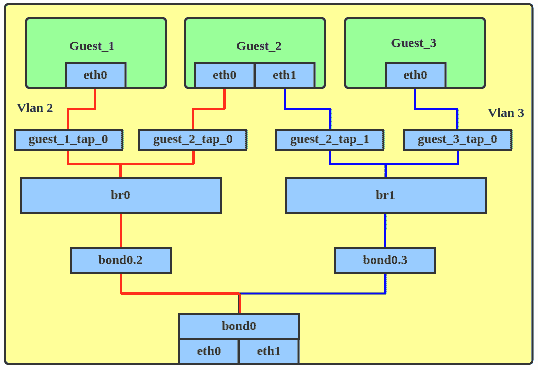 Guest_1
Guest_2
Guest_3
eth0
eth0
eth1
eth0
Vlan 2
Vlan 3
guest_1_tap_0
guest_2_tap_0
guest_2_tap_1
guest_3_tap_0
br0
br1
bond0.2
bond0.3
bond0
eth0
eth1